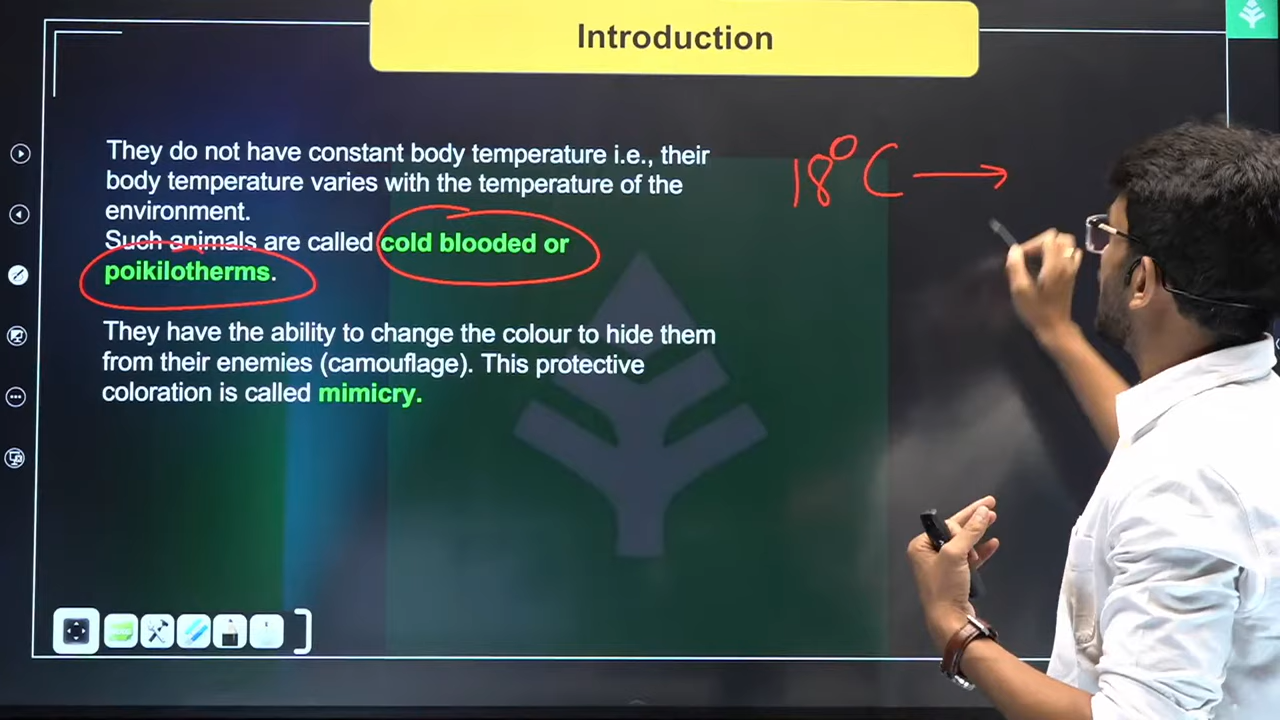 Introduction
They do not have constant body temperature i.e., their
body temperature varies with the temperature of the
environment.
Such animals are called cold blooded or
poikilotherms.
18°C →
They have the ability to change the colour to hide them
from their enemies (camouflage). This protective
coloration is called mimicry.